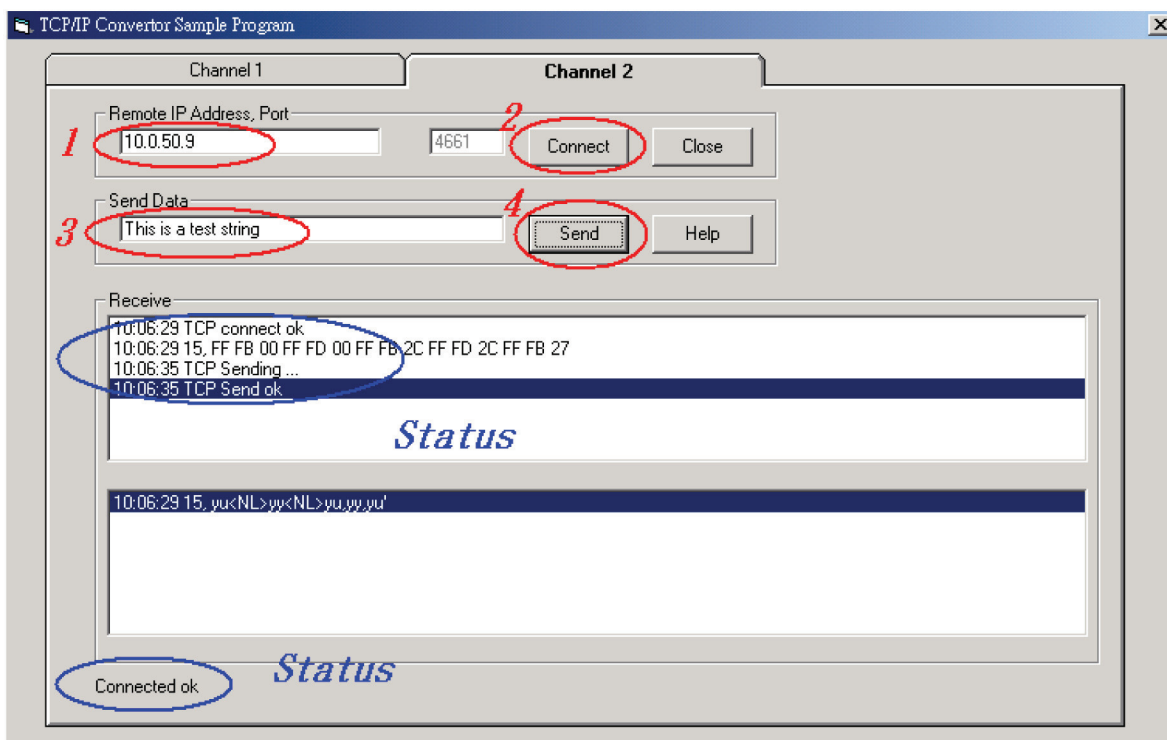 TCP/IP Convertor Sample Program
Channel 1
Channel 2
Remote IP Address, Port
1
10.0.50.9
4661
2
Connect
Close
Send Data
3
This is a test string
4
Send
Help
Receive
10:06:29 TCP connect ok
10:06:29 15, FF FB 00 FF FD 00 FF FB 2C FF FD 2C FF FB 27
10:06:35 TCP Sending ...
10:06:35 TCP Send ok
Status
10:06:29 15, yu<NL>yy<NL>yu,yy,yu'
Status
Connected ok